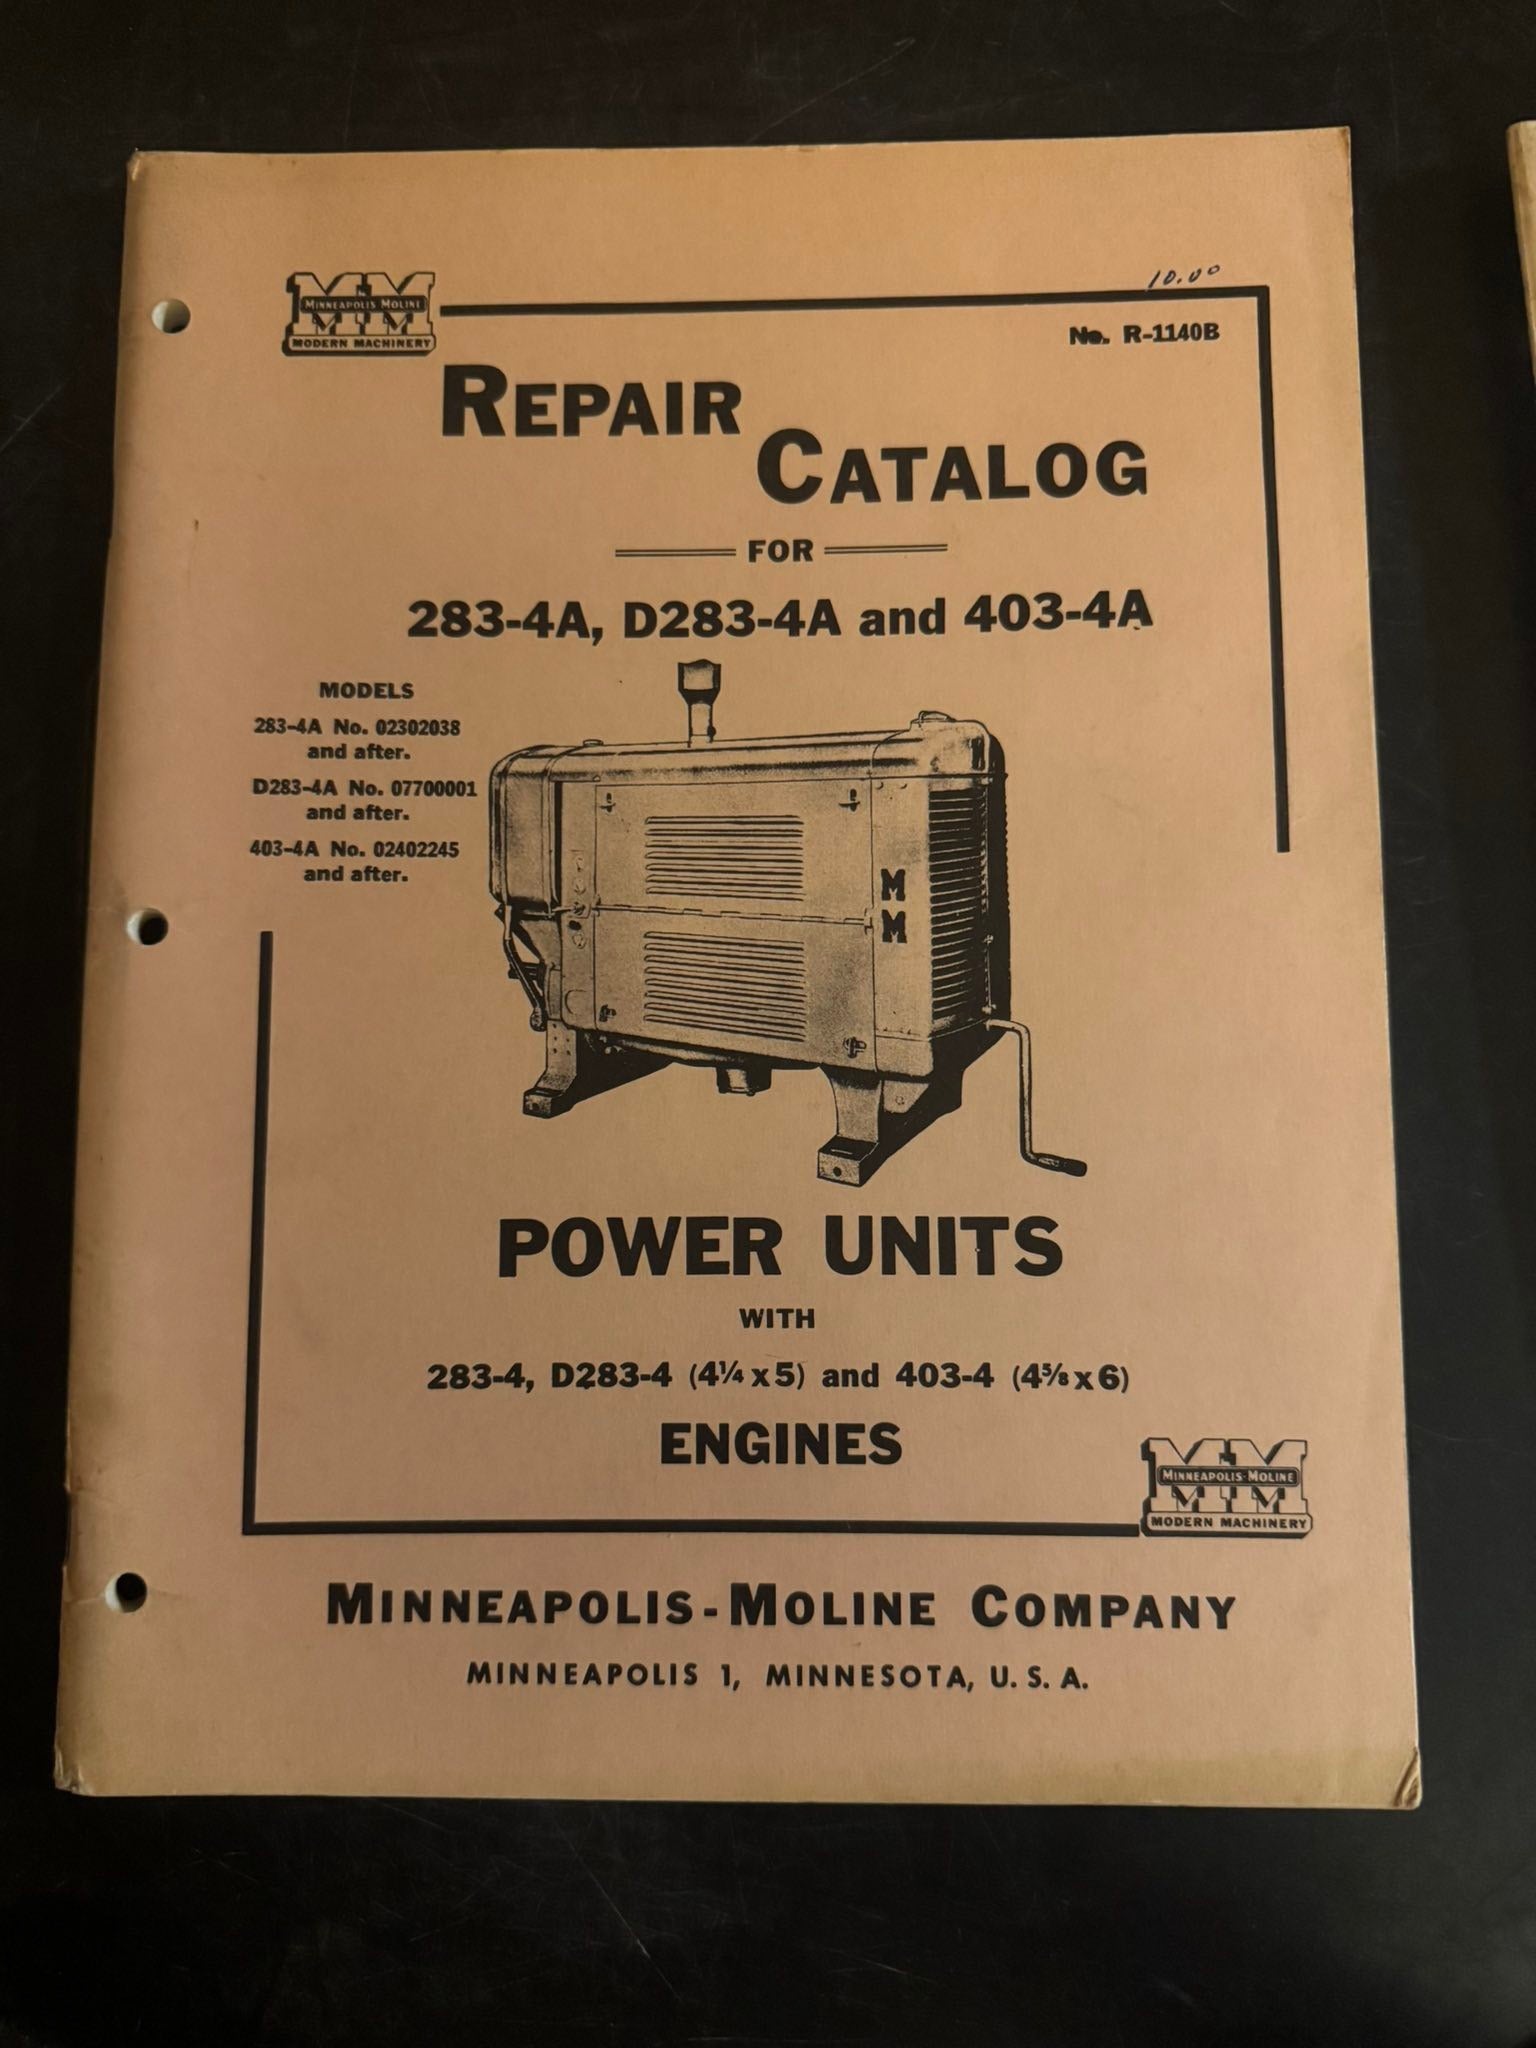 10.00
MM
MINNEAPOLIS-MOLINE
MODERN MACHINERY
No. R-1140B
REPAIR
CATALOG
FOR
283-4A, D283-4A and 403-4A
MODELS
283-4A No. 02302038
and after.
D283-4A No. 07700001
and after.
403-4A No. 02402245
and after.
M
M
POWER UNITS
WITH
283-4, D283-4 (4¼ x 5) and 403-4 (4⅝ x 6)
ENGINES
MM
MINNEAPOLIS-MOLINE
MODERN MACHINERY
MINNEAPOLIS-MOLINE COMPANY
MINNEAPOLIS 1, MINNESOTA, U. S. A.